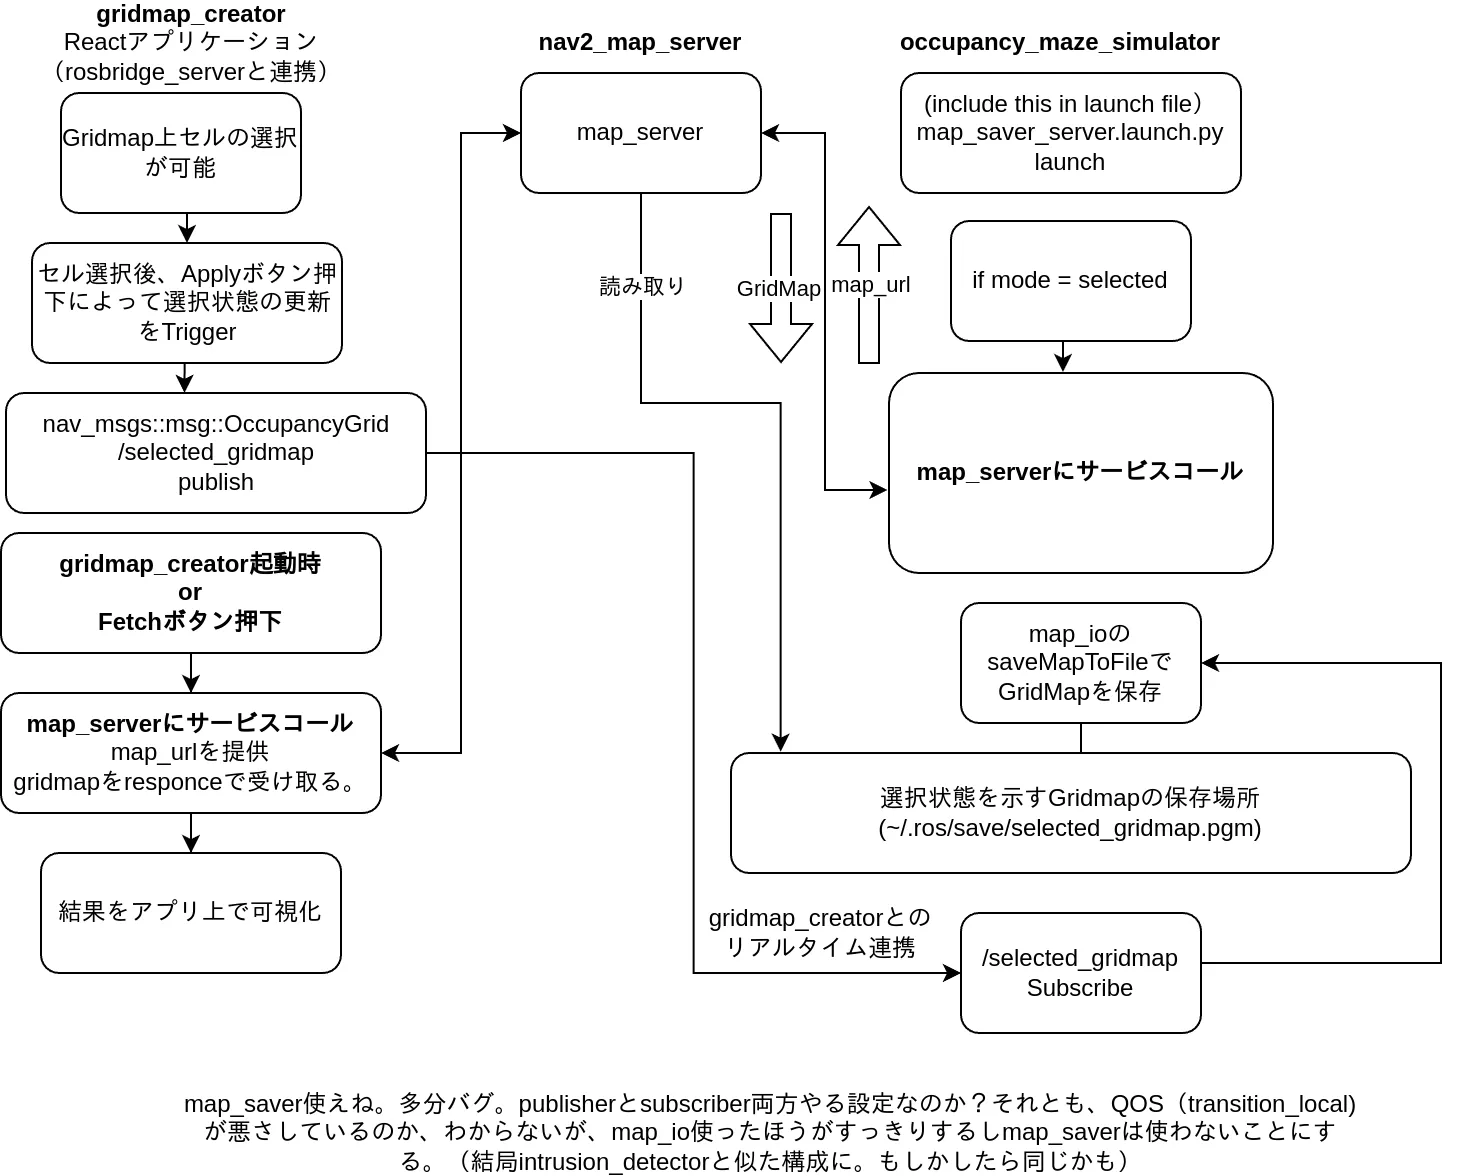 gridmap_creator
Reactアプリケーション
（rosbridge_serverと連携）
Gridmap上セルの選択
が可能
セル選択後、Applyボタン押
下によって選択状態の更新
をTrigger
nav_msgs::msg::OccupancyGrid
/selected_gridmap
publish
gridmap_creator起動時
or
Fetchボタン押下
map_serverにサービスコール
map_urlを提供
gridmapをresponceで受け取る。
結果をアプリ上で可視化
nav2_map_server
map_server
読み取り
GridMap
map_url
occupancy_maze_simulator
(include this in launch file）
map_saver_server.launch.py
launch
if mode = selected
map_serverにサービスコール
map_ioの
saveMapToFileで
GridMapを保存
選択状態を示すGridmapの保存場所
(~/.ros/save/selected_gridmap.pgm)
gridmap_creatorとの
リアルタイム連携
/selected_gridmap
Subscribe
map_saver使えね。多分バグ。publisherとsubscriber両方やる設定なのか？それとも、QOS（transition_local)
が悪さしているのか、わからないが、map_io使ったほうがすっきりするしmap_saverは使わないことにす
る。（結局intrusion_detectorと似た構成に。もしかしたら同じかも）